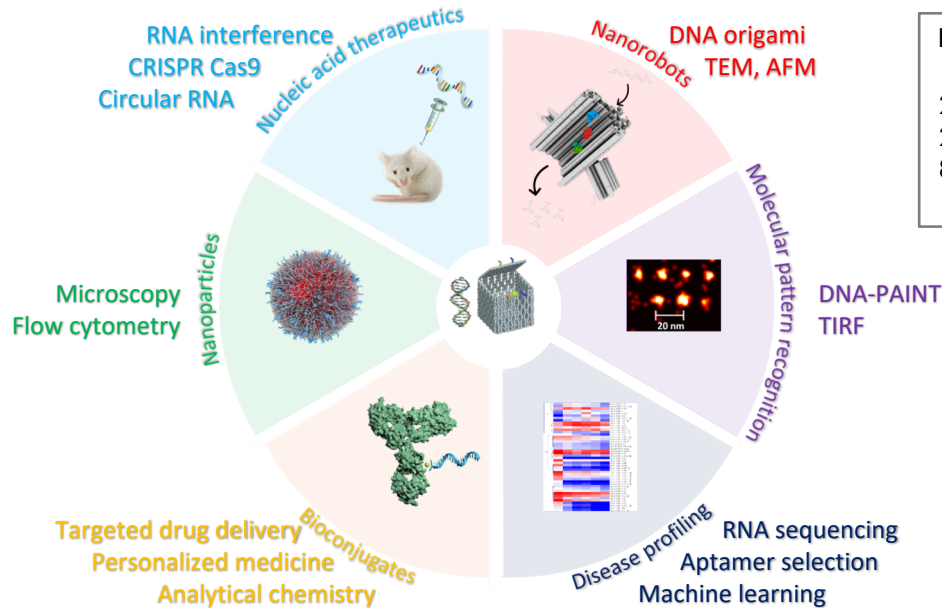 RNA interference
CRISPR Cas9
Circular RNA
Nucleic acid therapeutics
Nanorobots
DNA origami
TEM, AFM
Molecular pattern recognition
20 nm
DNA-PAINT
TIRF
Nanoparticles
Microscopy
Flow cytometry
Bioconjugates
Targeted drug delivery
Personalized medicine
Analytical chemistry
Disease profiling
RNA sequencing
Aptamer selection
Machine learning